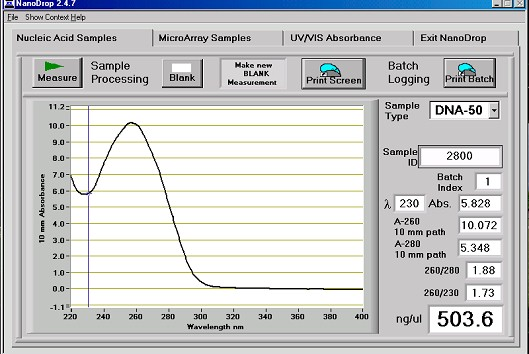 NanoDrop 2.4.7
File Show Context Help
Nucleic Acid Samples
MicroArray Samples
UV/VIS Absorbance
Exit NanoDrop
Measure
Sample
Processing
Blank
Make new
BLANK
Measurement
Print Screen
Batch
Logging
Print Batch
Sample
Type
DNA-50
Sample
ID
2800
Batch
Index
1
λ 230 Abs. 5.828
A-260
10 mm path
10.072
A-280
10 mm path
5.348
260/280 1.88
260/230 1.73
ng/ul 503.6
10 mm Absorbance
11.2
10.0
9.0
8.0
7.0
6.0
5.0
4.0
3.0
2.0
1.0
0.0
-1.1
220 240 260 280 300 320 340 360 380 400
Wavelength nm